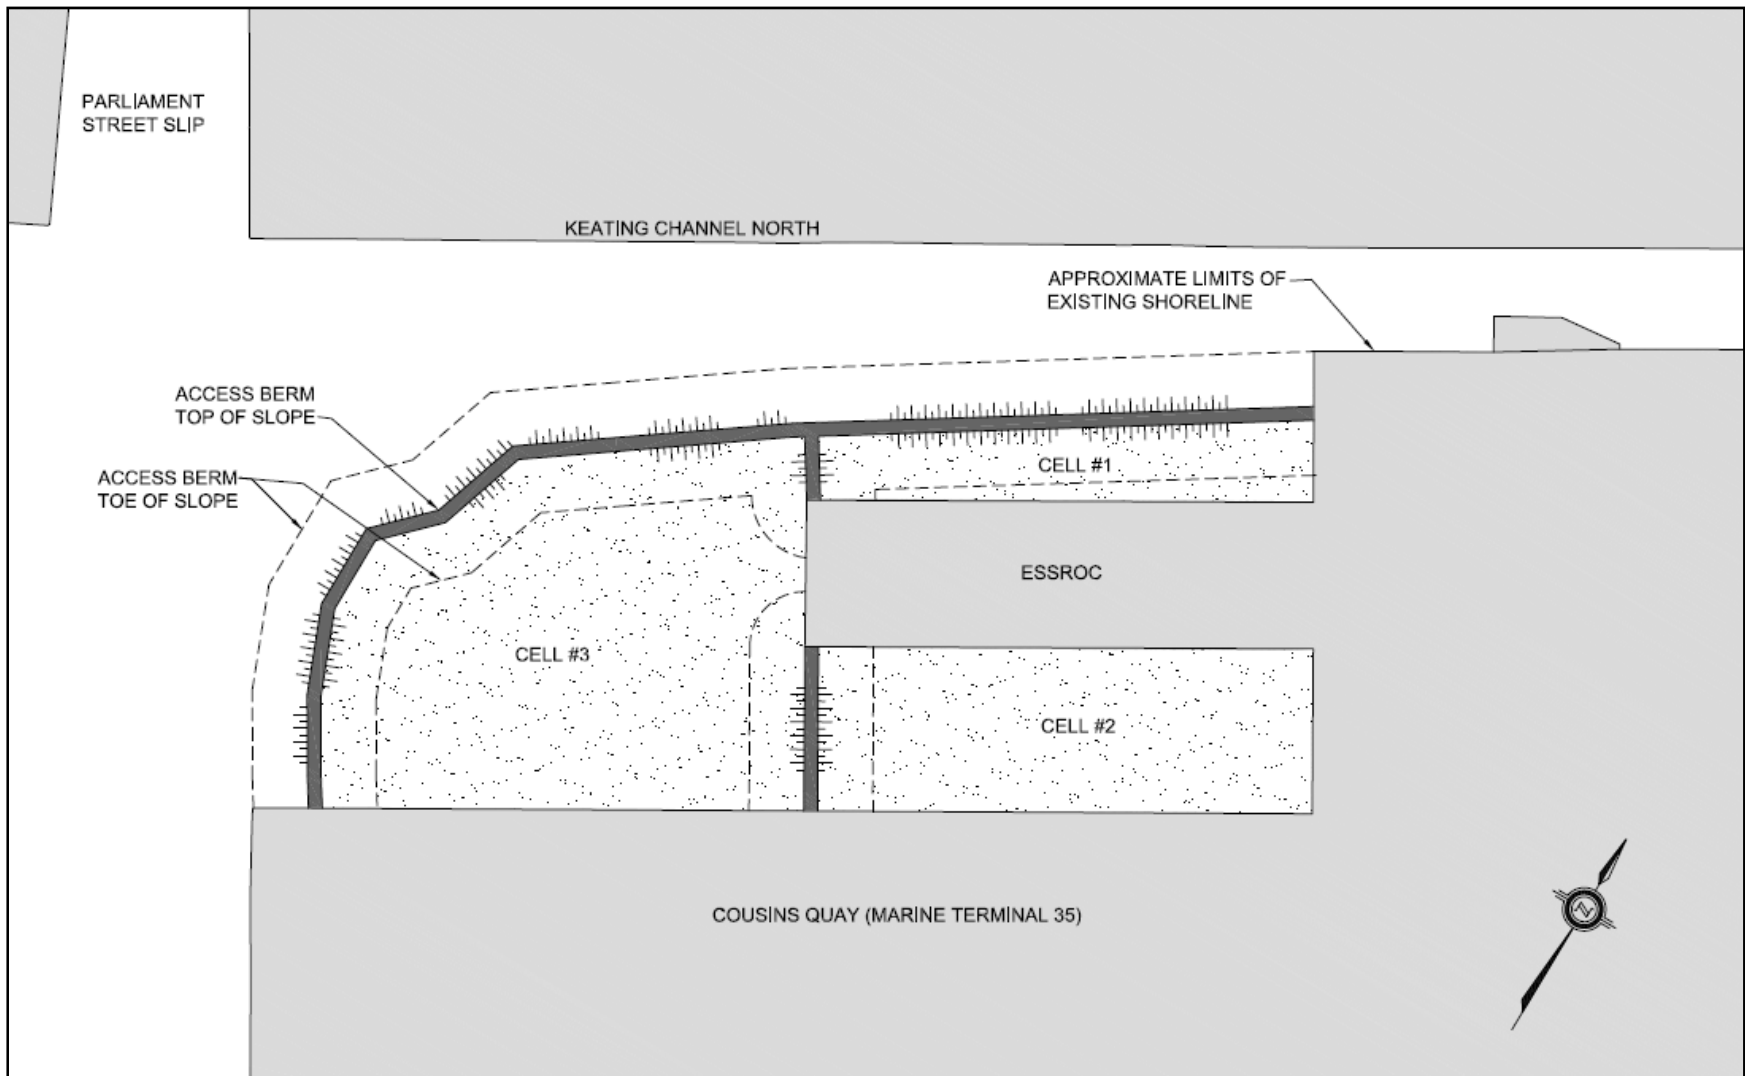 PARLIAMENT
STREET SLIP
KEATING CHANNEL NORTH
APPROXIMATE LIMITS OF
EXISTING SHORELINE
ACCESS BERM
TOP OF SLOPE
ACCESS BERM
TOE OF SLOPE
CELL #1
ESSROC
CELL #3
CELL #2
COUSINS QUAY (MARINE TERMINAL 35)
N